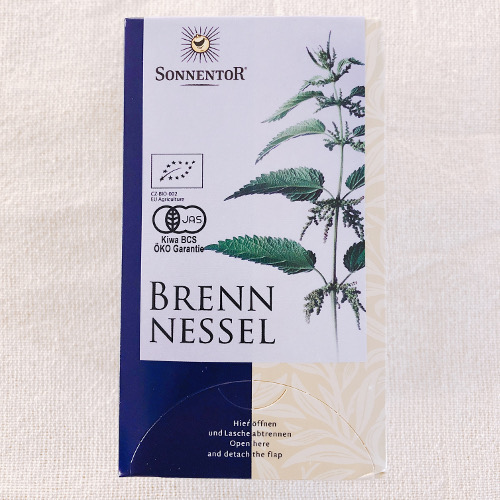 SONNENTOR®
CZ-BIO-002
EU Agriculture
JAS
Kiwa BCS
ÖKO Garantie
BRENN
NESSEL
Hier öffnen
und Lasche abtrennen
Open here
and detach the flap